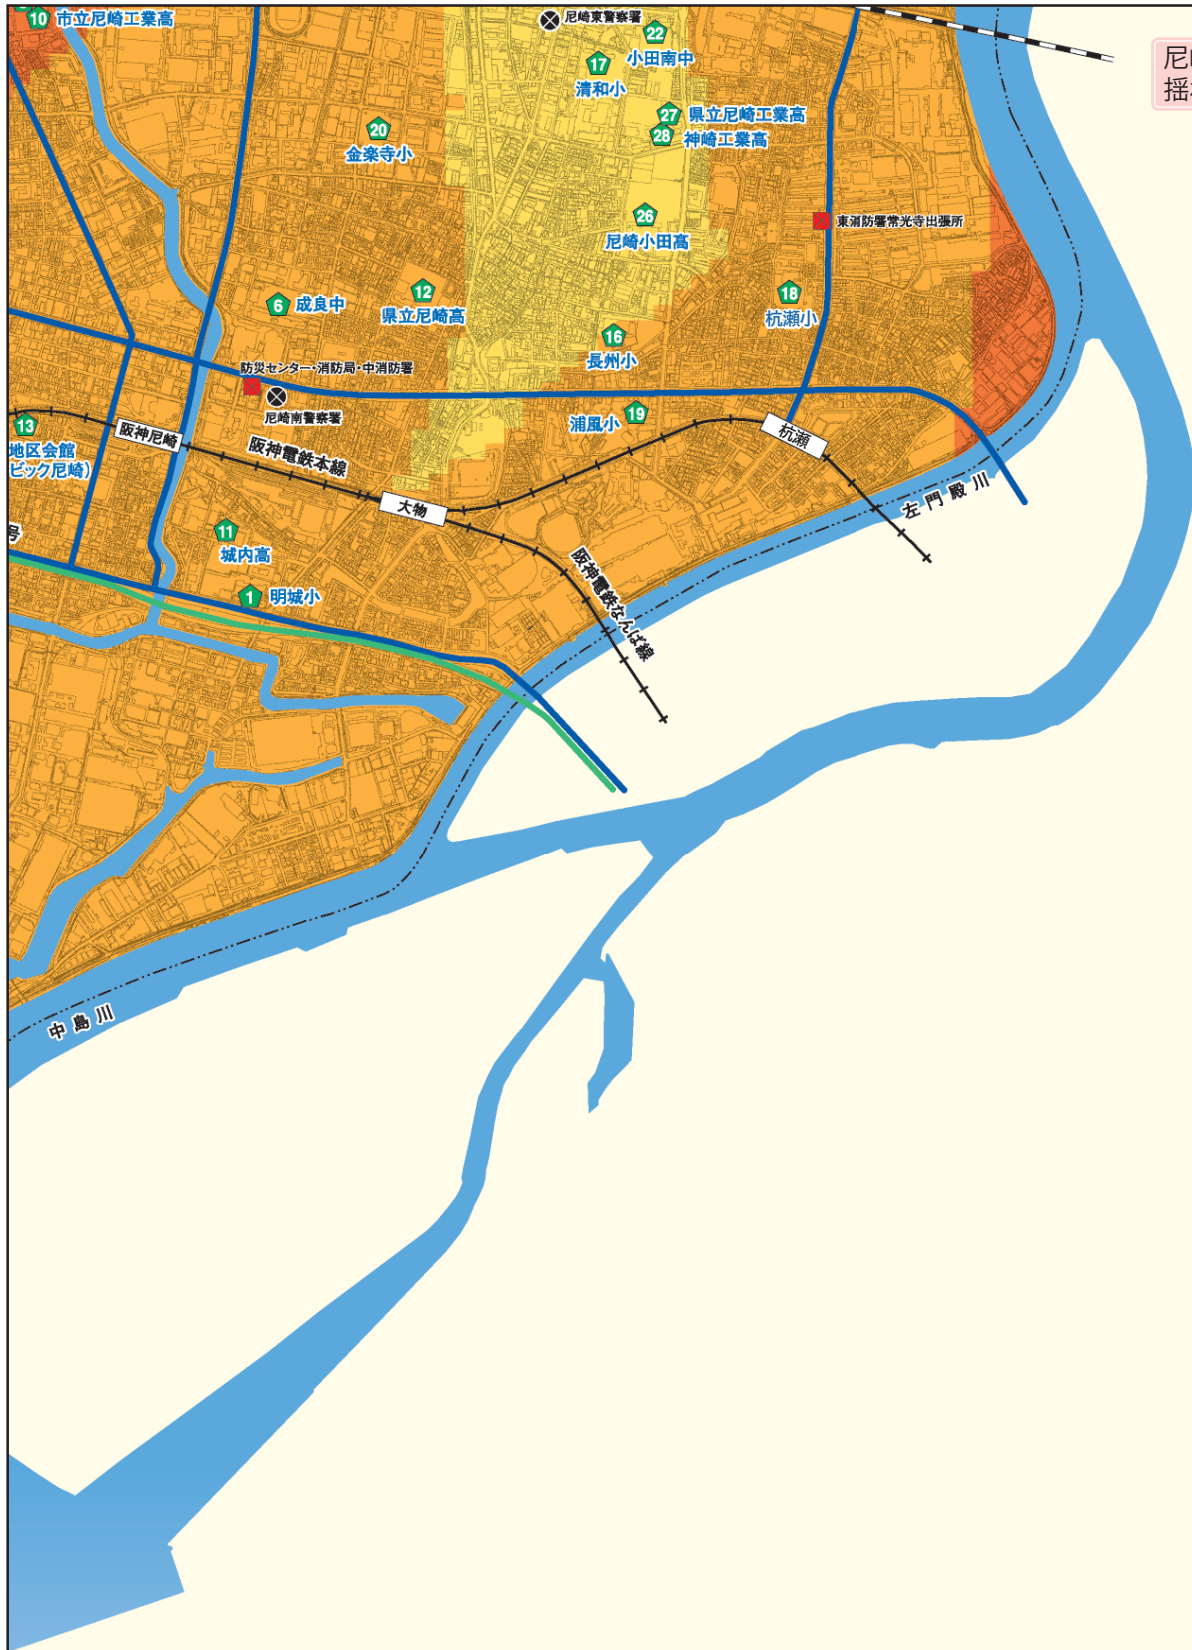 10 市立尼崎工業高
尼崎東警察署
22
小田南中
17
清和小
尼
揺
27 県立尼崎工業高
28 神崎工業高
20
金楽寺小
26
尼崎小田高
東消防署常光寺出張所
12
県立尼崎高
6 成良中
18
杭瀬小
16
長州小
防災センター・消防局・中消防署
尼崎南警察署
19
浦風小
13
地区会館
ビック尼崎）
阪神尼崎
阪神電鉄本線
杭瀬
大物
左門殿川
号
11
城内高
阪神電鉄なんば線
1 明城小
中島川